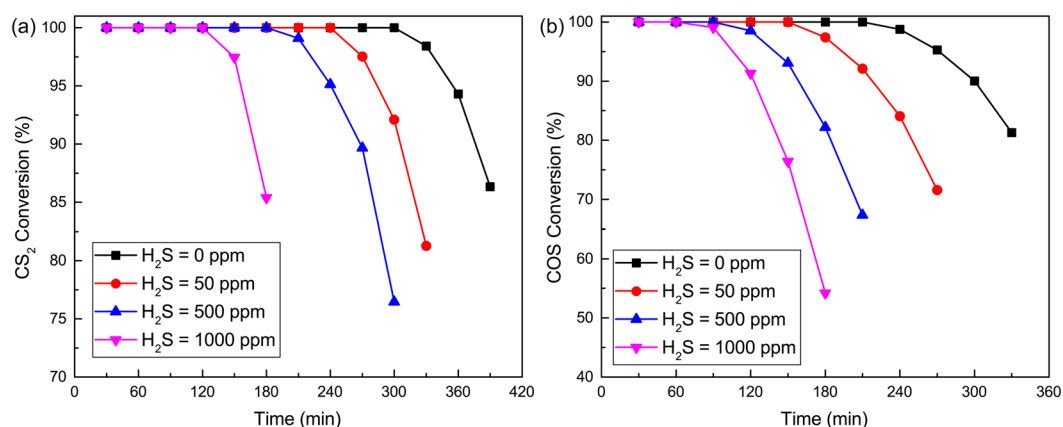 (a)
100
95
90
85
80
75
70
CS₂ Conversion (%)
H₂S = 0 ppm
H₂S = 50 ppm
H₂S = 500 ppm
H₂S = 1000 ppm
0 60 120 180 240 300 360 420
Time (min)
(b)
100
90
80
70
60
50
40
COS Conversion (%)
H₂S = 0 ppm
H₂S = 50 ppm
H₂S = 500 ppm
H₂S = 1000 ppm
0 60 120 180 240 300 360
Time (min)